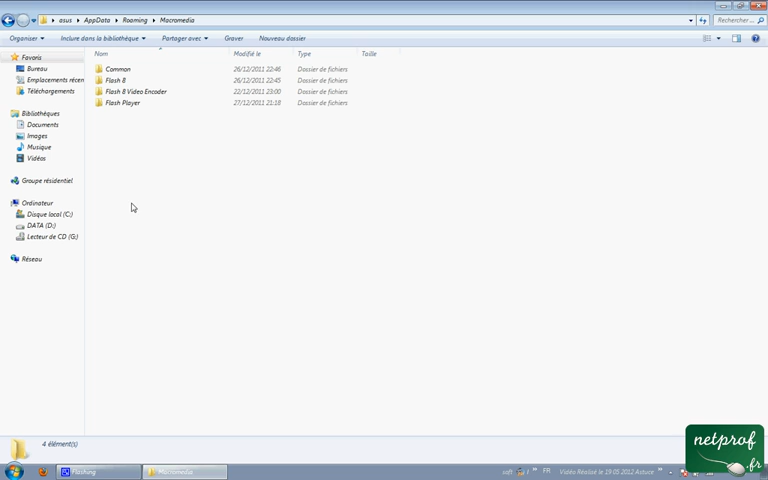 asus ▸ AppData ▸ Roaming ▸ Macromedia
Rechercher ...
Organiser Inclure dans la bibliothèque Partager avec Graver Nouveau dossier
Nom Modifié le Type Taille
Common 26/12/2011 22:46 Dossier de fichiers
Flash 8 26/12/2011 22:45 Dossier de fichiers
Flash 8 Video Encoder 22/12/2011 23:00 Dossier de fichiers
Flash Player 27/12/2011 21:18 Dossier de fichiers
Favoris
Bureau
Emplacements récen
Téléchargements
Bibliothèques
Documents
Images
Musique
Vidéos
Groupe résidentiel
Ordinateur
Disque local (C:)
DATA (D:)
Lecteur de CD (G:)
Réseau
4 élément(s)
Flashing Macromedia
soft FR Vidéo Réalisé le 19 05 2012 Astuce
netprof
.fr